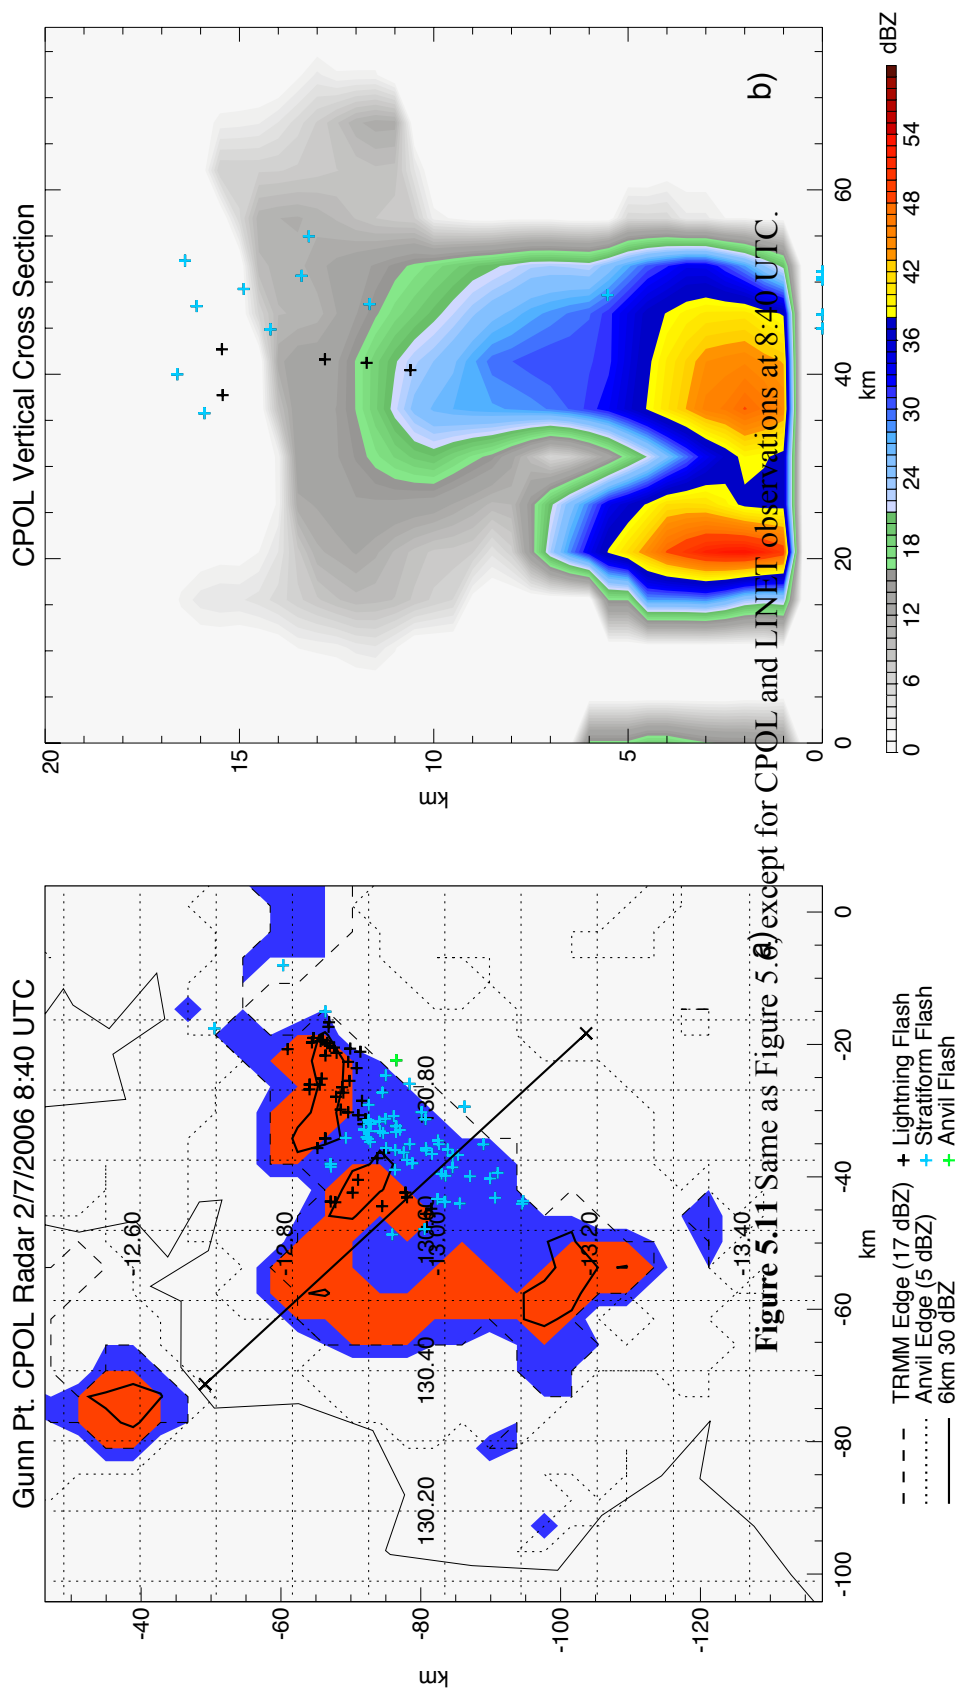 Gunn Pt. CPOL Radar 2/7/2006 8:40 UTC
km
-40
-60
-80
-100
-120
-12.60
-12.80
-13.00
-13.20
-13.40
130.20
130.40
130.60
130.80
-100
-80
-60
-40
-20
0
km
a)
TRMM Edge (17 dBZ)
Anvil Edge (5 dBZ)
6km 30 dBZ
Lightning Flash
Stratiform Flash
Anvil Flash
CPOL Vertical Cross Section
km
20
15
10
5
0
0
20
40
60
km
b)
0
6
12
18
24
30
36
42
48
54
dBZ
Figure 5.11 Same as Figure 5.6, except for CPOL and LINET observations at 8:40 UTC.